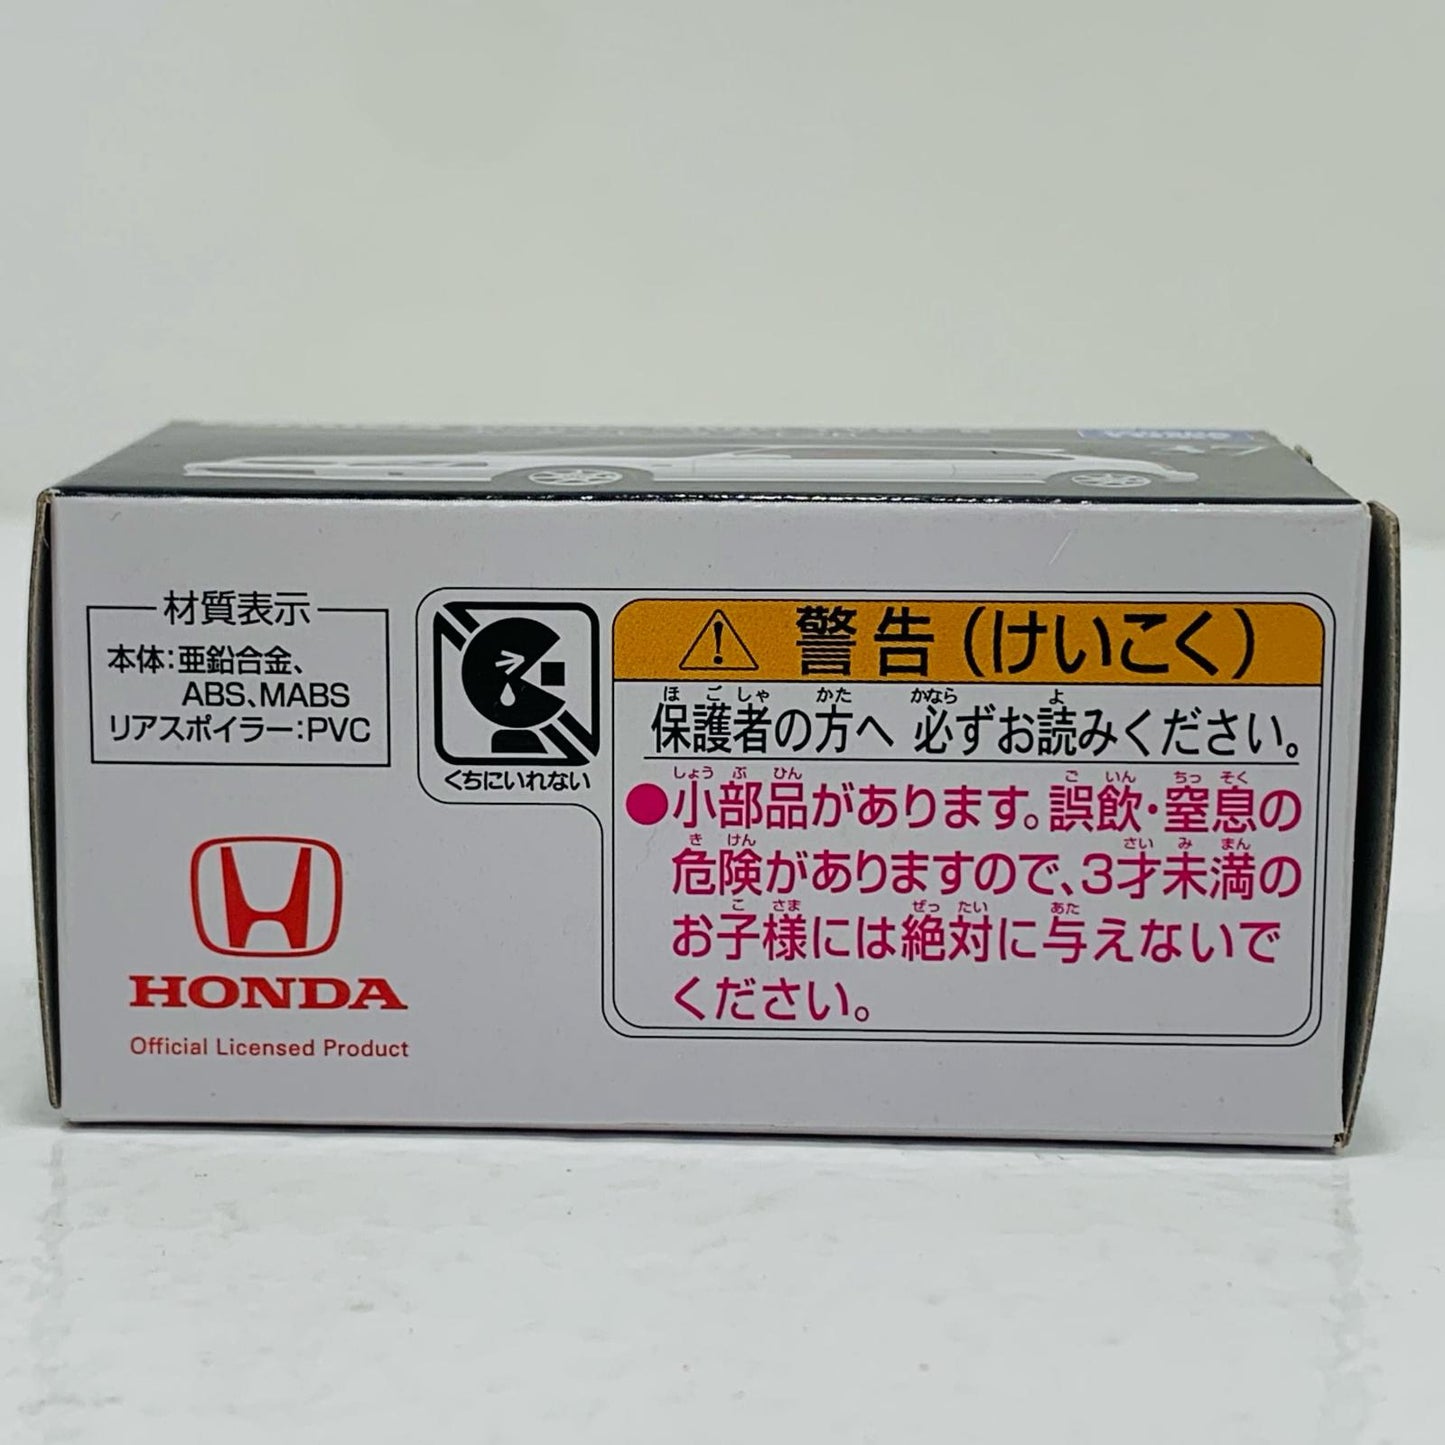 材質表示
本体:亜鉛合金、
ABS、MABS
リアスポイラー:PVC
くちにいれない
警告(けいこく)
ほごしゃ かた かなら よ
保護者の方へ 必ずお読みください。
しょうぶひん ごいん ちっそく
●小部品があります。誤飲・窒息の
きけん さいみまん
危険がありますので、3才未満の
こさま ぜったい あた
お子様には絶対に与えないで
ください。
HONDA
Official Licensed Product